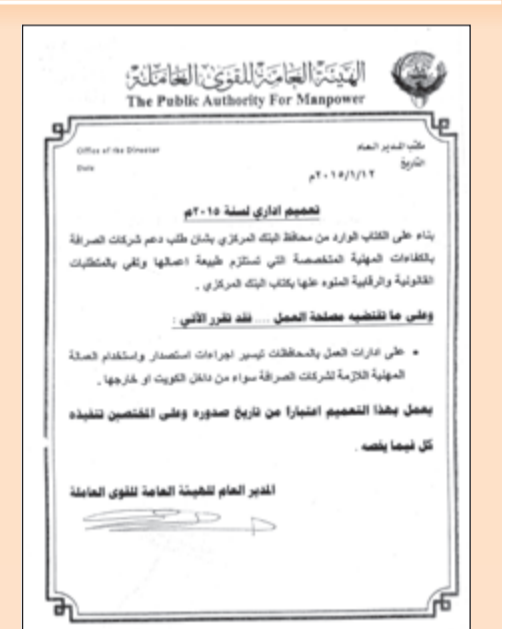 الهيئة العامة للقوى العاملة
The Public Authority For Manpower
مكتب المدير العام
Office of the Director
التاريخ
Date
٢٠١٥/١/١٢م
تعميم اداري لسنة ٢٠١٥م
بناء على الكتاب الوارد من محافظ البنك المركزي بشان طلب دعم شركات الصرافة
بالكفاءات المهنية المتخصصة التي تستلزم طبيعة اعمالها وتفي بالمتطلبات
القانونية والرقابية المنوه عنها بكتاب البنك المركزي .
وعلى ما تقتضيه مصلحة العمل .... فقد تقرر الآتي :
• على ادارات العمل بالمحافظات تيسير اجراءات استصدار واستخدام العمالة
المهنية اللازمة لشركات الصرافة سواء من داخل الكويت او خارجها .
يعمل بهذا التعميم اعتبارا من تاريخ صدوره وعلى المختصين تنفيذه
كل فيما يخصه .
المدير العام للهيئة العامة للقوى العاملة